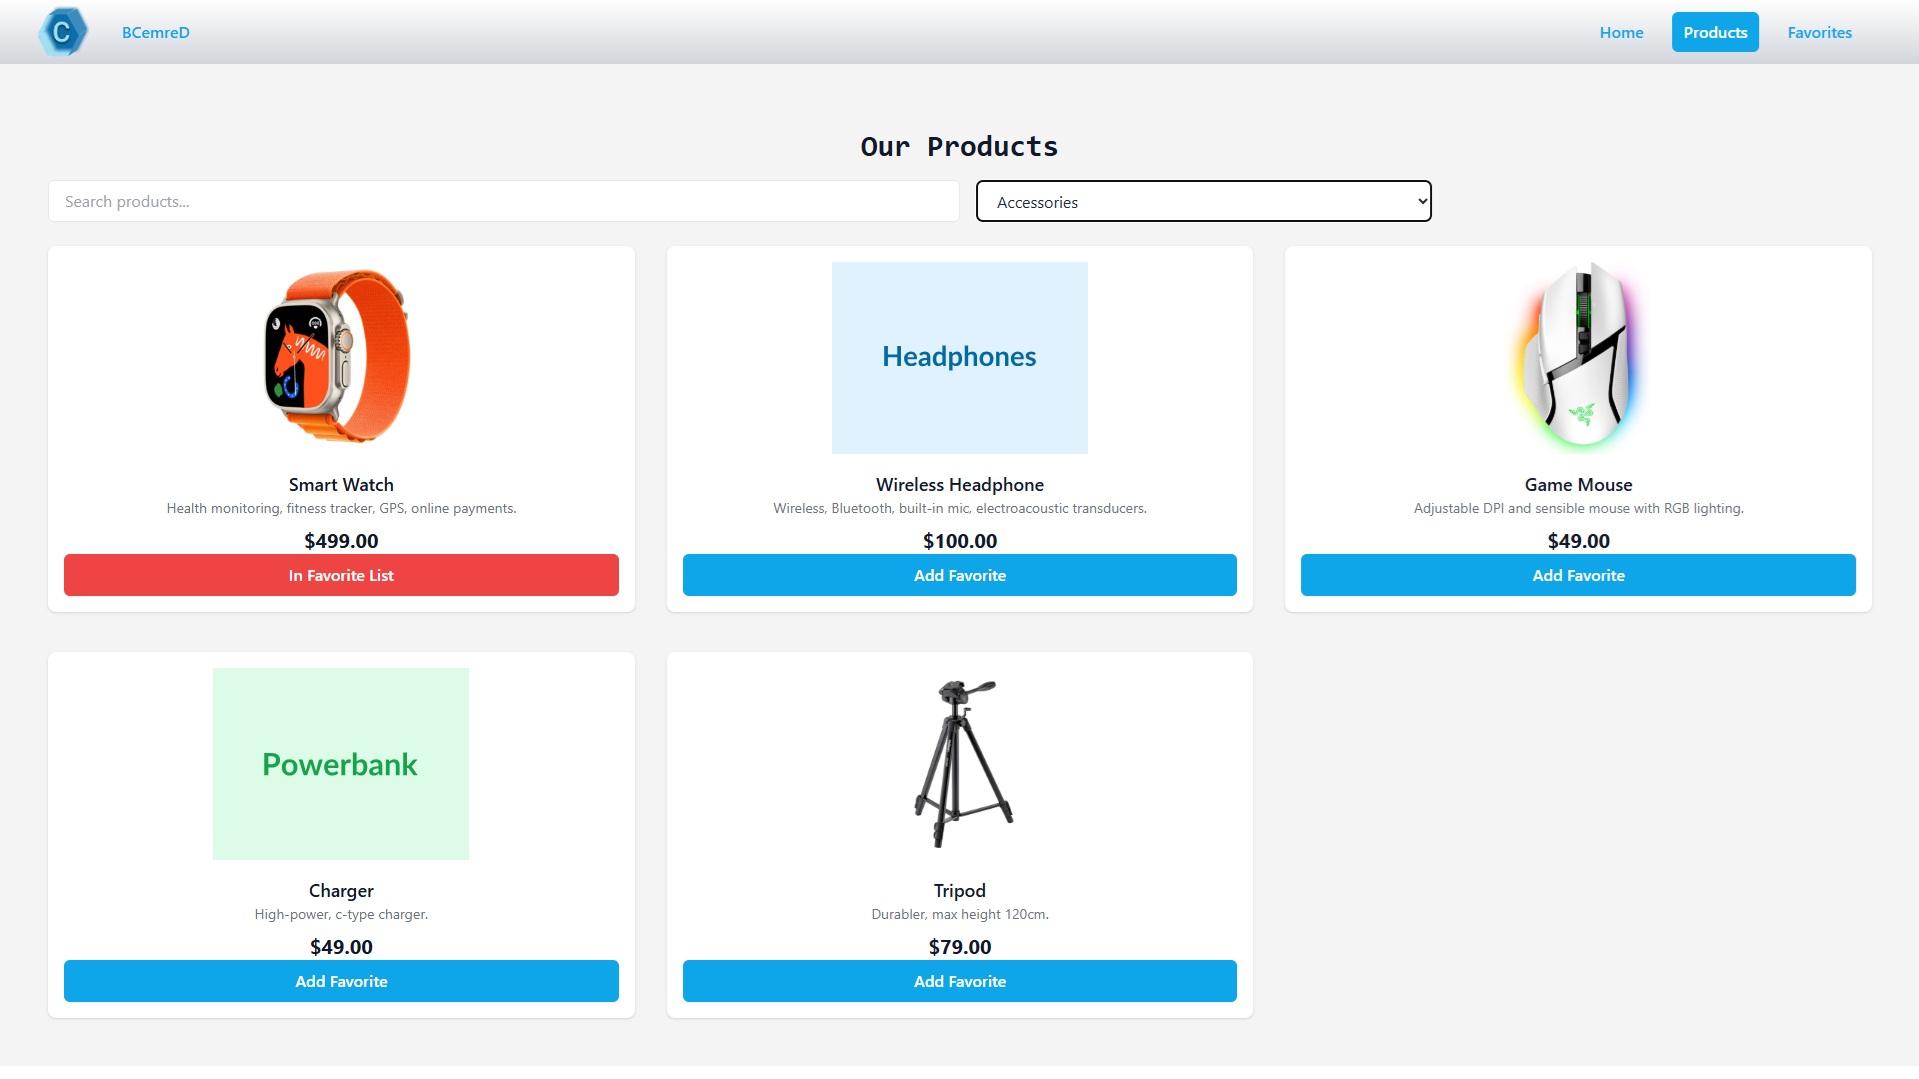 C BCemreD Home Products Favorites
Our Products
Search products... Accessories
Headphones
Smart Watch Wireless Headphone Game Mouse
Health monitoring, fitness tracker, GPS, online payments. Wireless, Bluetooth, built-in mic, electroacoustic transducers. Adjustable DPI and sensible mouse with RGB lighting.
$499.00 $100.00 $49.00
In Favorite List Add Favorite Add Favorite
Powerbank
Charger Tripod
High-power, c-type charger. Durabler, max height 120cm.
$49.00 $79.00
Add Favorite Add Favorite